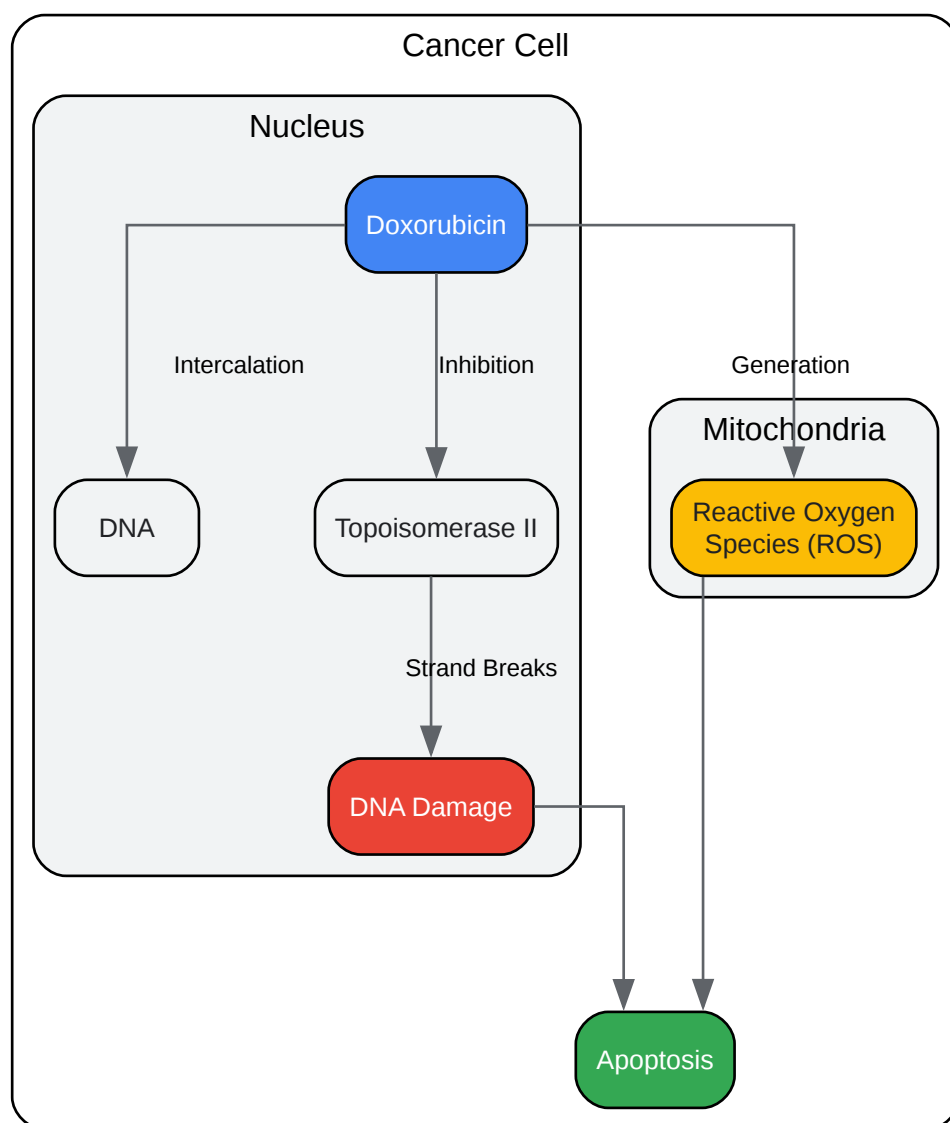 Cancer Cell
Nucleus
Doxorubicin
Intercalation
Inhibition
Generation
Mitochondria
DNA
Topoisomerase II
Reactive Oxygen
Species (ROS)
Strand Breaks
DNA Damage
Apoptosis